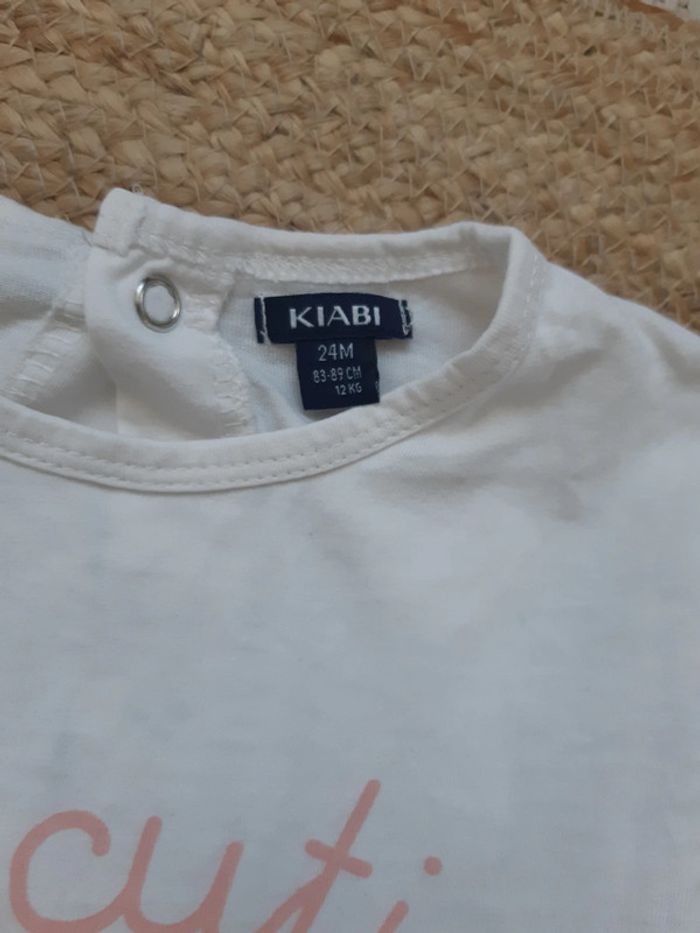 KIABI
24M
83-89 CM
12 KG
cuti